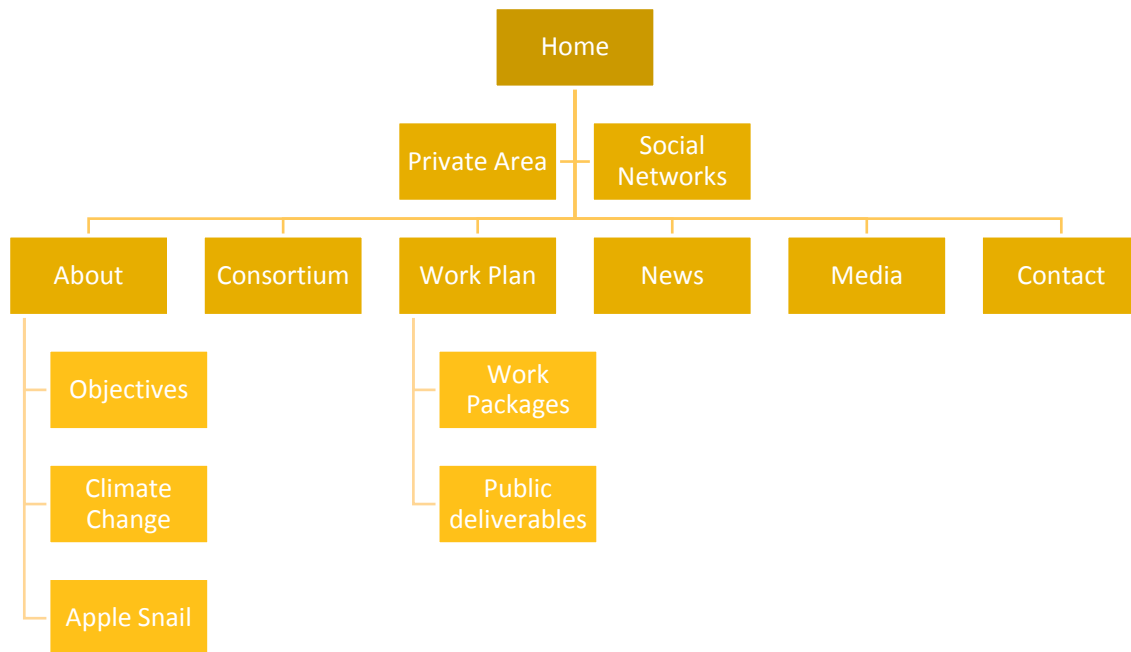 Home
Private Area
Social
Networks
About
Consortium
Work Plan
News
Media
Contact
Objectives
Work
Packages
Climate
Change
Public
deliverables
Apple Snail